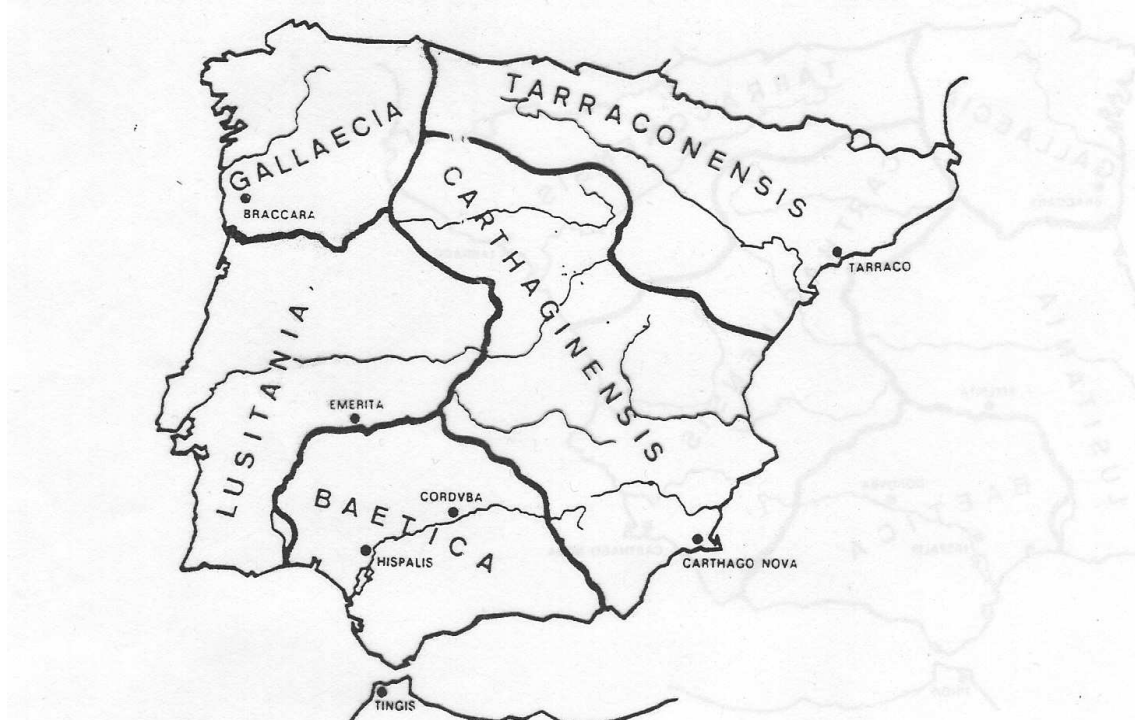 TARRACONENSIS
GALLAECIA
CARTHAGINENSIS
BRACCARA
TARRACO
LUSITANIA
EMERITA
BAETICA
CORDVBA
HISPALIS
CARTHAGO NOVA
TINGIS